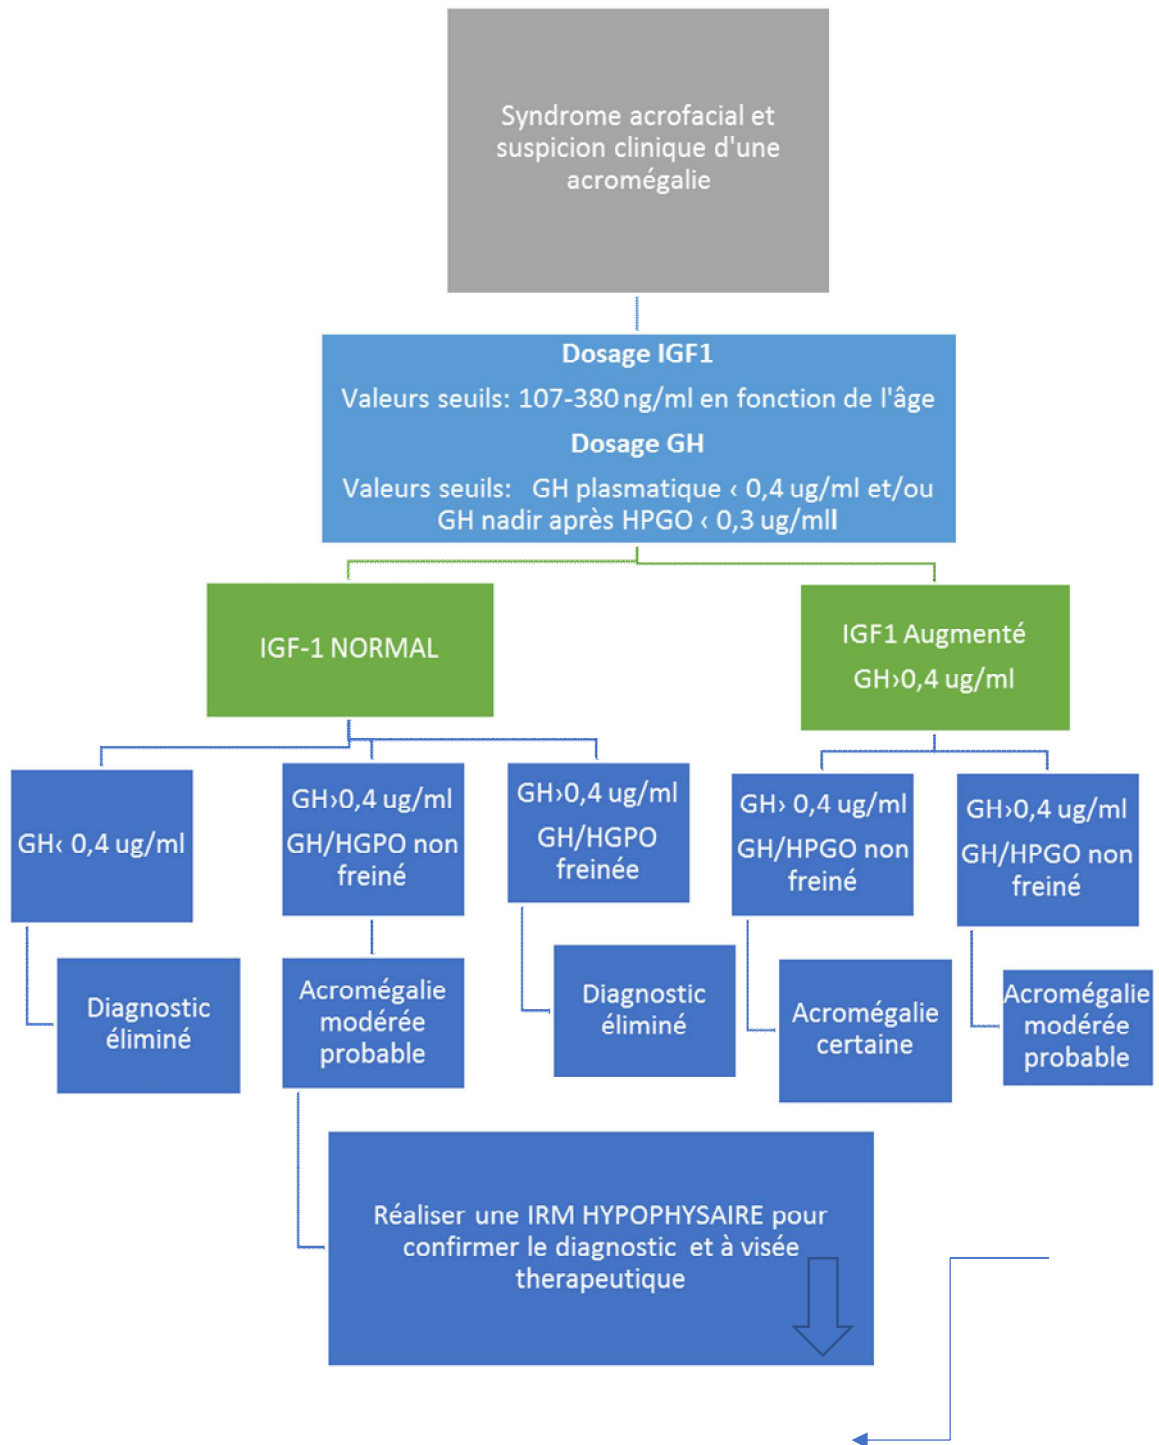 Syndrome acrofacial et
suspicion clinique d'une
acromégalie
Dosage IGF1
Valeurs seuils: 107-380 ng/ml en fonction de l'âge
Dosage GH
Valeurs seuils: GH plasmatique ‹ 0,4 ug/ml et/ou
GH nadir après HPGO ‹ 0,3 ug/mll
IGF-1 NORMAL
IGF1 Augmenté
GH›0,4 ug/ml
GH‹ 0,4 ug/ml
GH›0,4 ug/ml
GH/HGPO non
freiné
GH›0,4 ug/ml
GH/HGPO
freinée
GH› 0,4 ug/ml
GH/HPGO non
freiné
GH›0,4 ug/ml
GH/HPGO non
freiné
Diagnostic
éliminé
Acromégalie
modérée
probable
Diagnostic
éliminé
Acromégalie
certaine
Acromégalie
modérée
probable
Réaliser une IRM HYPOPHYSAIRE pour
confirmer le diagnostic et à visée
therapeutique